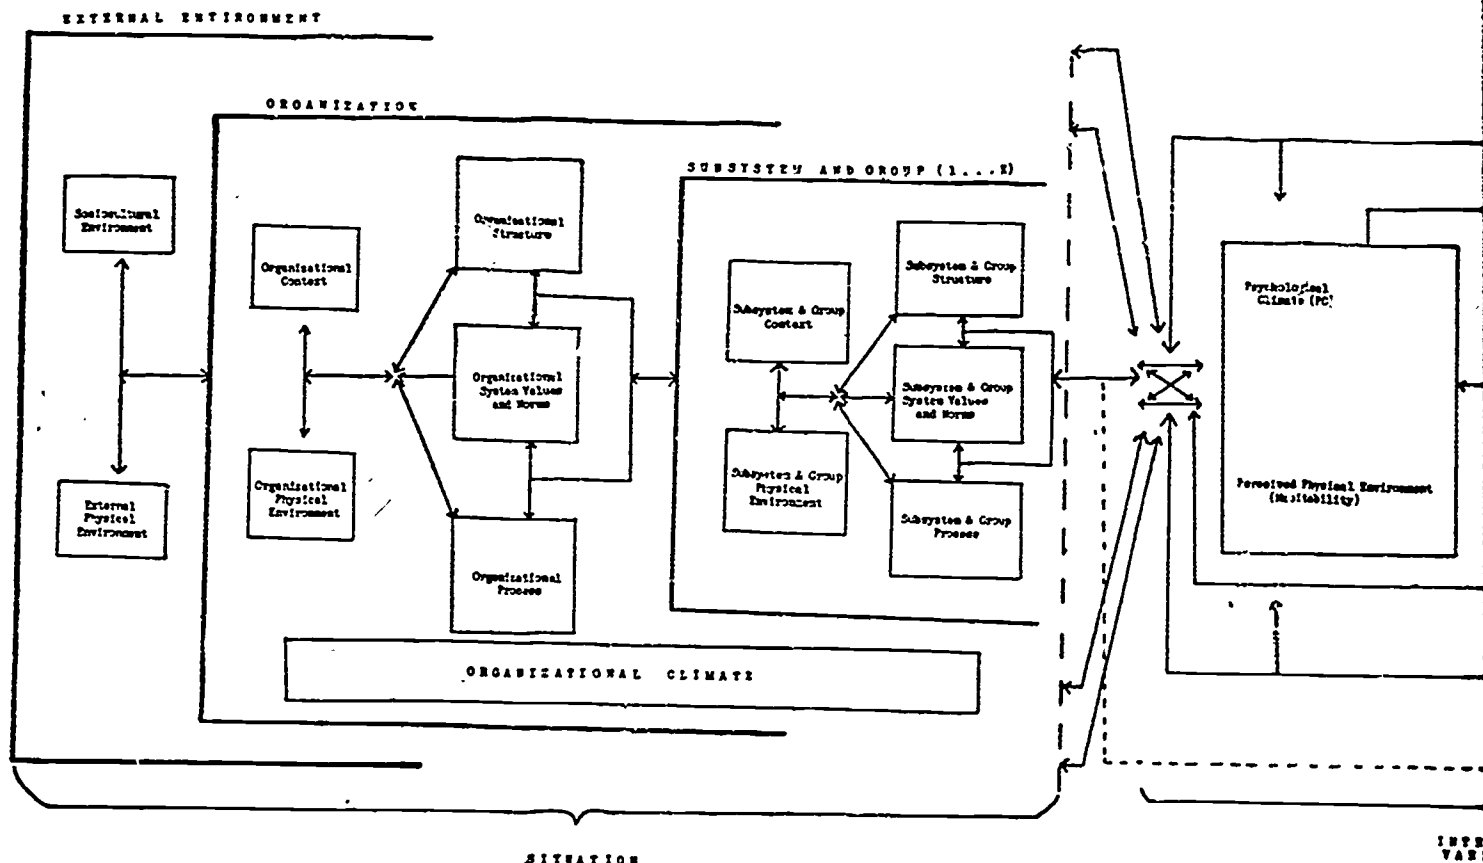 EXTERNAL ENVIRONMENT
ORGANIZATION
SUBSYSTEM AND GROUP (1...K)
Sociocultural
Environment
External
Physical
Environment
Organizational
Context
Organizational
Physical
Environment
Organizational
Structure
Organizational
System Values
and Norms
Organizational
Process
Subsystem & Group
Context
Subsystem & Group
Physical
Environment
Subsystem & Group
Structure
Subsystem & Group
System Values
and Norms
Subsystem & Group
Process
ORGANIZATIONAL CLIMATE
SITUATION
Psychological
Climate (PC)
Perceived Physical Environment
(Habitability)